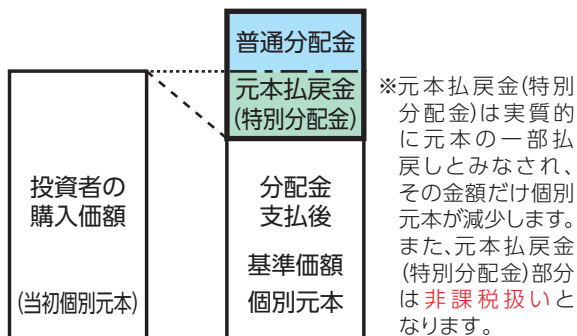 普通分配金
元本払戻金
(特別分配金)
投資者の
購入価額
(当初個別元本)
分配金
支払後
基準価額
個別元本
※元本払戻金(特別
分配金)は実質的
に元本の一部払
戻しとみなされ、
その金額だけ個別
元本が減少します。
また、元本払戻金
(特別分配金)部分
は非課税扱いと
なります。